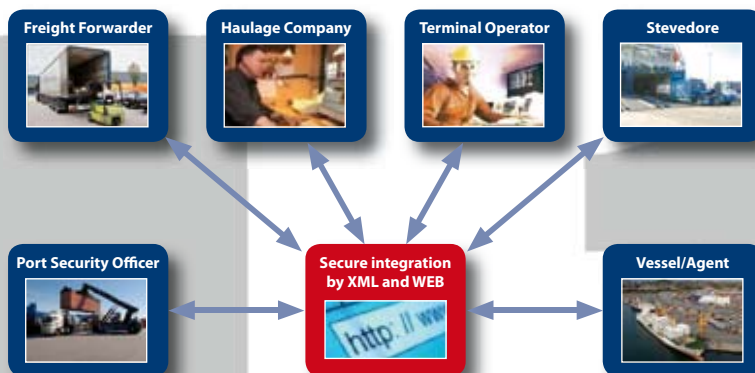 Freight Forwarder
Haulage Company
Terminal Operator
Stevedore
Port Security Officer
Secure integration
by XML and WEB
http: // ww
Vessel/Agent